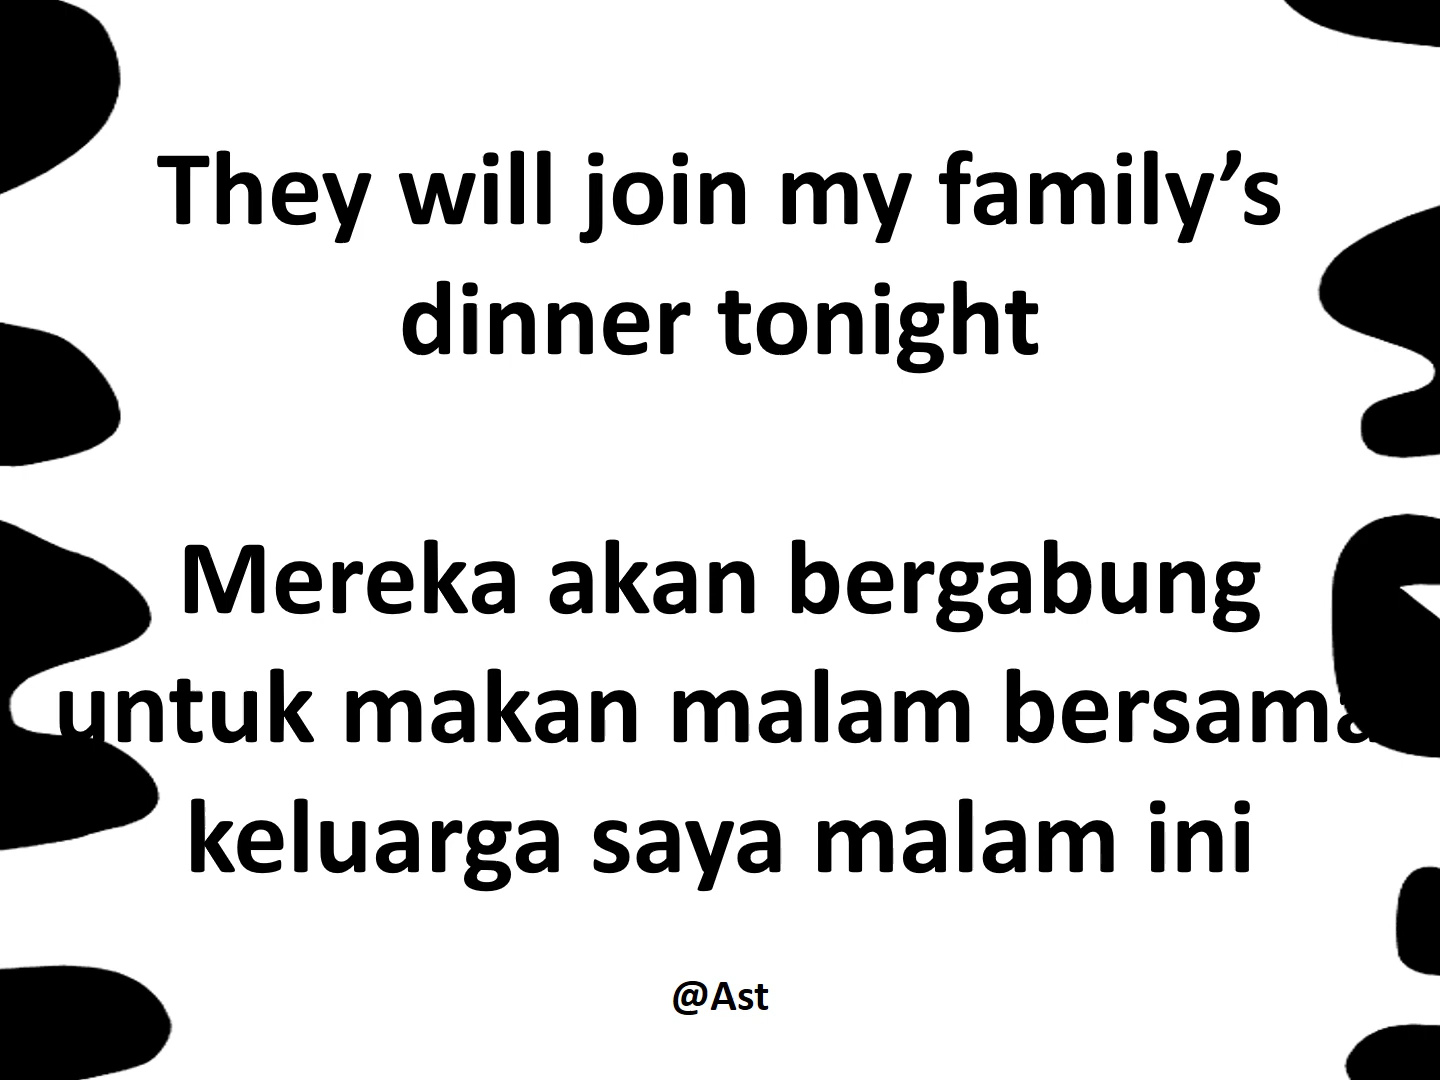 They will join my family’s
dinner tonight
Mereka akan bergabung
untuk makan malam bersama
keluarga saya malam ini
@Ast